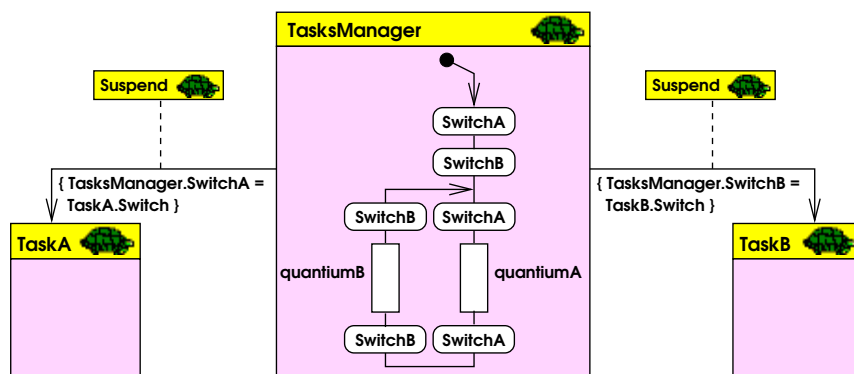 TasksManager
Suspend
Suspend
SwitchA
SwitchB
{ TasksManager.SwitchA =
TaskA.Switch }
{ TasksManager.SwitchB =
TaskB.Switch }
SwitchB
SwitchA
TaskA
TaskB
quantiumB
quantiumA
SwitchB
SwitchA